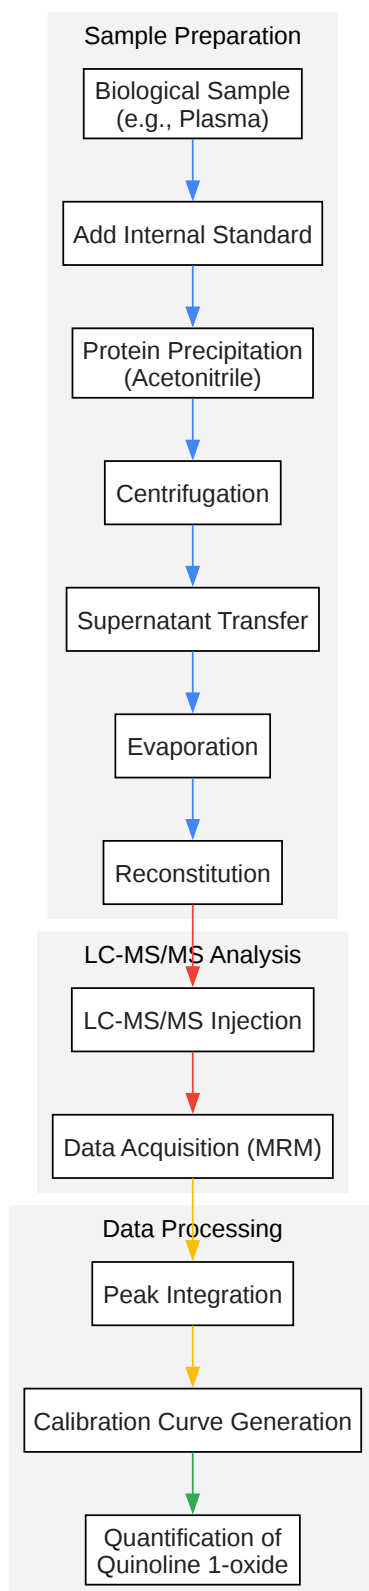 Sample Preparation
Biological Sample
(e.g., Plasma)
Add Internal Standard
Protein Precipitation
(Acetonitrile)
Centrifugation
Supernatant Transfer
Evaporation
Reconstitution
LC-MS/MS Analysis
LC-MS/MS Injection
Data Acquisition (MRM)
Data Processing
Peak Integration
Calibration Curve Generation
Quantification of
Quinoline 1-oxide